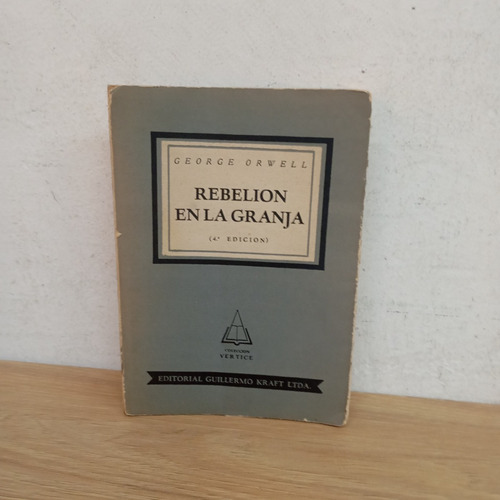 GEORGE ORWELL
REBELION
EN LA GRANJA
(4ª EDICION)
COLECCION
VERTICE
EDITORIAL GUILLERMO KRAFT LTDA.